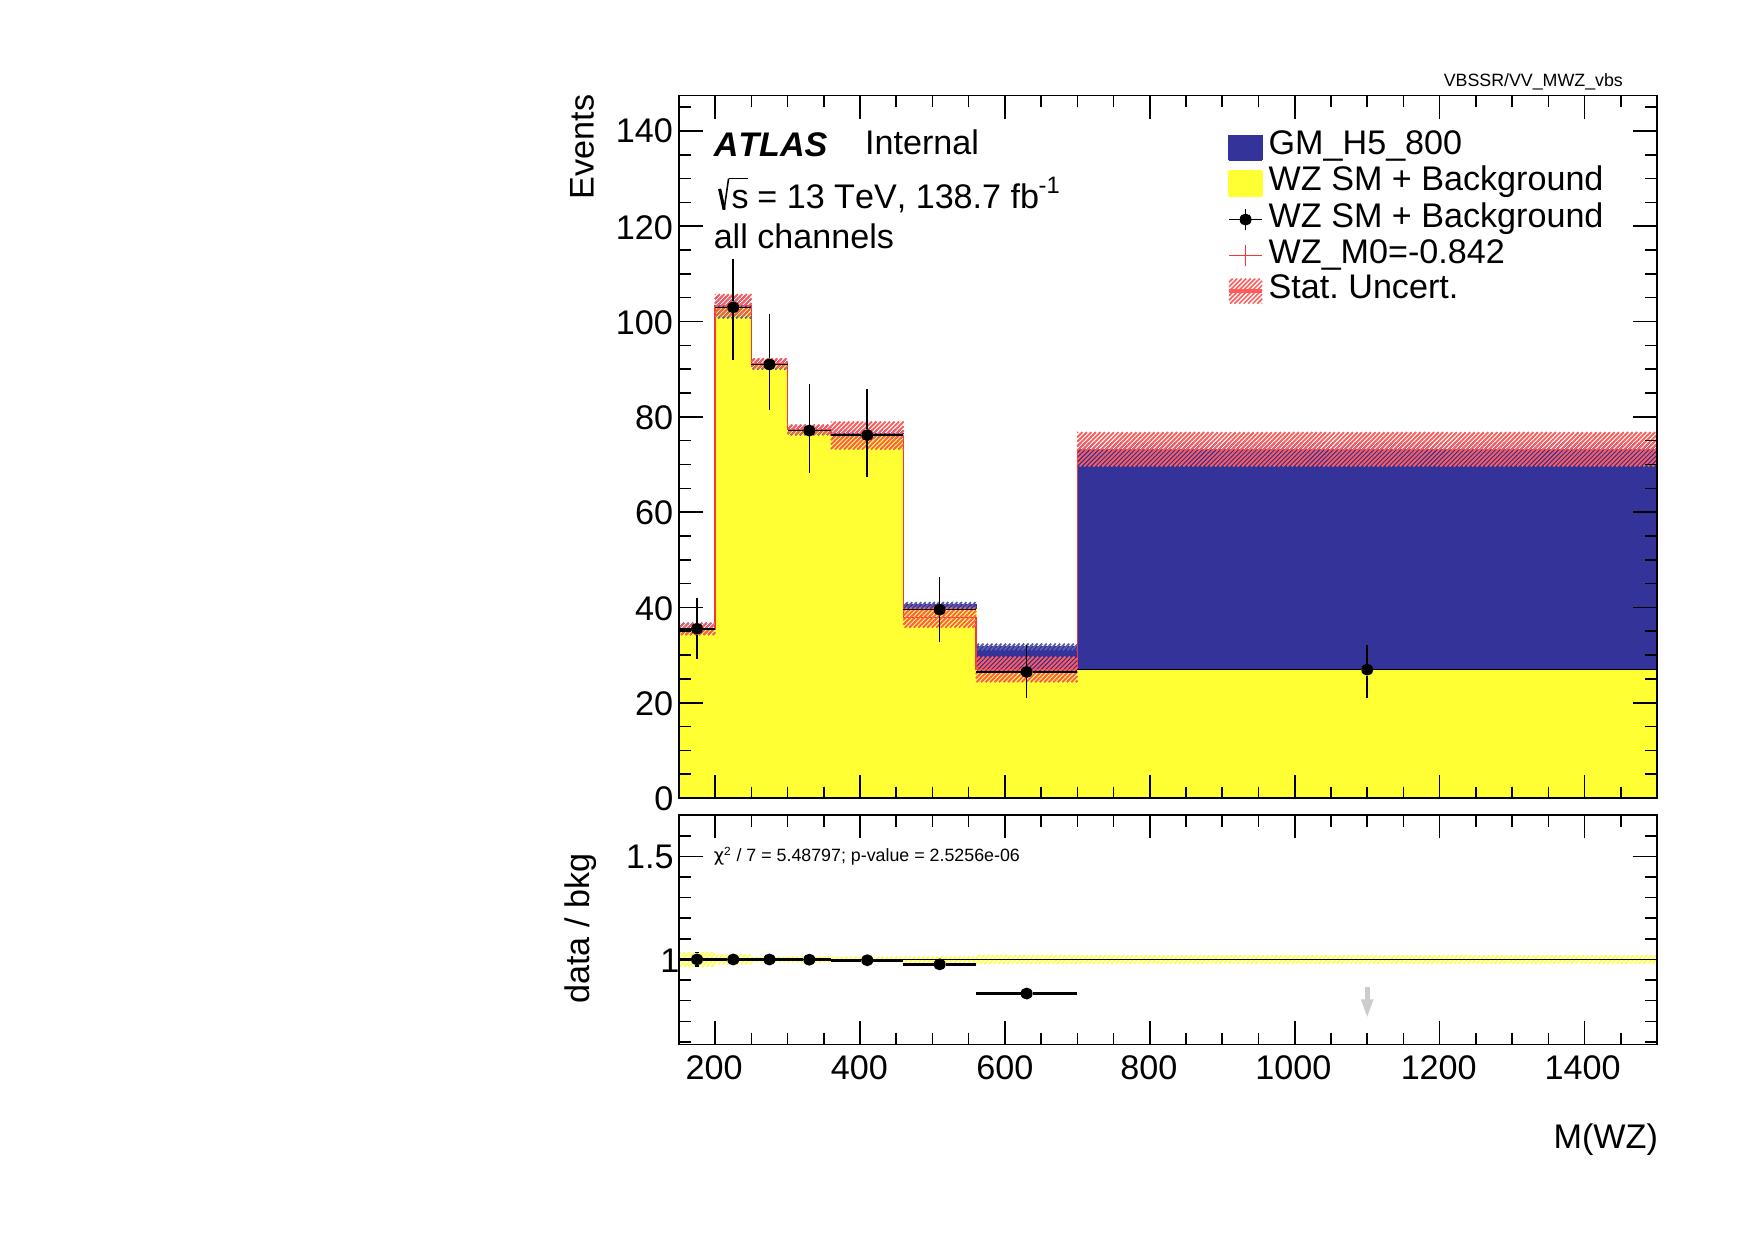 VBSSR/VV_MWZ_vbs
Events
140
120
100
80
60
40
20
0
ATLAS Internal
√s = 13 TeV, 138.7 fb⁻¹
all channels
GM_H5_800
WZ SM + Background
WZ SM + Background
WZ_M0=-0.842
Stat. Uncert.
data / bkg
1.5
1
χ² / 7 = 5.48797; p-value = 2.5256e-06
200 400 600 800 1000 1200 1400
M(WZ)